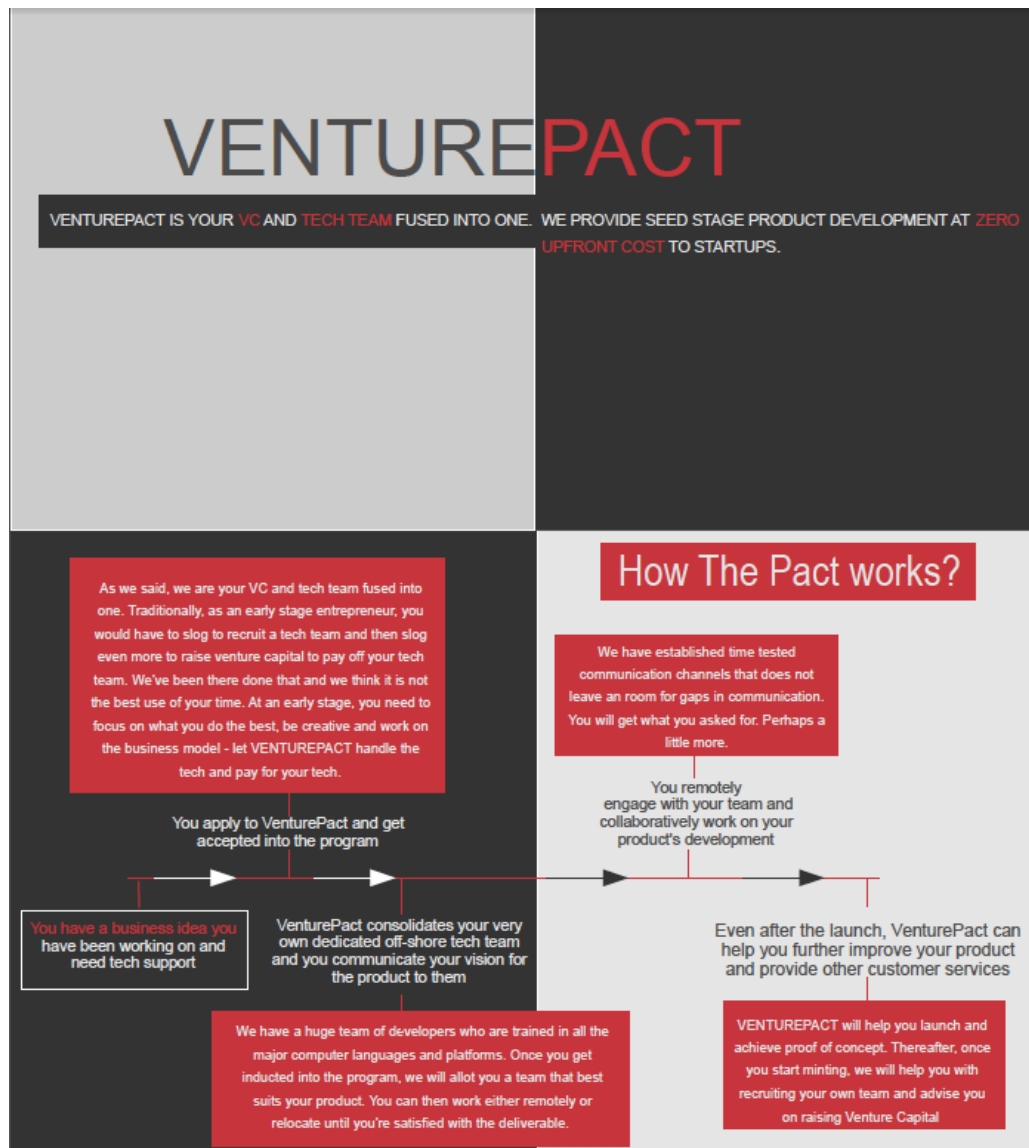 VENTUREPACT
VENTUREPACT IS YOUR VC AND TECH TEAM FUSED INTO ONE. WE PROVIDE SEED STAGE PRODUCT DEVELOPMENT AT ZERO
UPFRONT COST TO STARTUPS.
How The Pact works?
As we said, we are your VC and tech team fused into
one. Traditionally, as an early stage entrepreneur, you
would have to slog to recruit a tech team and then slog
even more to raise venture capital to pay off your tech
team. We've been there done that and we think it is not
the best use of your time. At an early stage, you need to
focus on what you do the best, be creative and work on
the business model - let VENTUREPACT handle the
tech and pay for your tech.
You apply to VenturePact and get
accepted into the program
We have established time tested
communication channels that does not
leave an room for gaps in communication.
You will get what you asked for. Perhaps a
little more.
You remotely
engage with your team and
collaboratively work on your
product's development
You have a business idea you
have been working on and
need tech support
VenturePact consolidates your very
own dedicated off-shore tech team
and you communicate your vision for
the product to them
Even after the launch, VenturePact can
help you further improve your product
and provide other customer services
We have a huge team of developers who are trained in all the
major computer languages and platforms. Once you get
inducted into the program, we will allot you a team that best
suits your product. You can then work either remotely or
relocate until you're satisfied with the deliverable.
VENTUREPACT will help you launch and
achieve proof of concept. Thereafter, once
you start minting, we will help you with
recruiting your own team and advise you
on raising Venture Capital